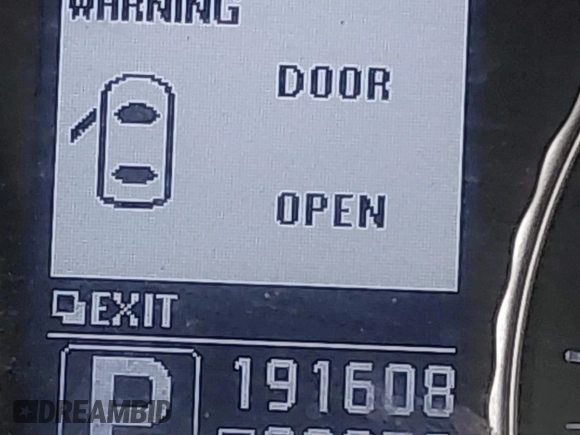 WARNING
DOOR
OPEN
EXIT
P 191608
DREAMBID